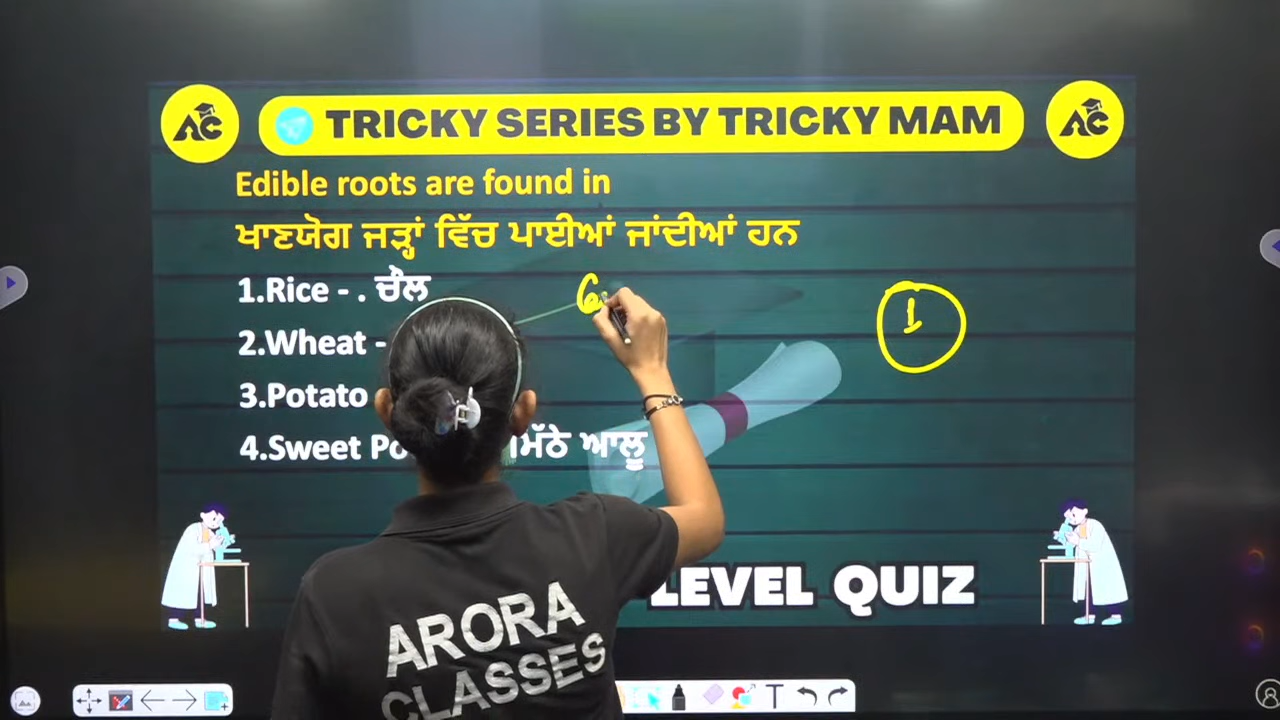 AC TRICKY SERIES BY TRICKY MAM AC
Edible roots are found in
ਖਾਣਯੋਗ ਜੜ੍ਹਾਂ ਵਿੱਚ ਪਾਈਆਂ ਜਾਂਦੀਆਂ ਹਨ
1.Rice - . ਚੌਲ
1
2.Wheat -
3.Potato
4.Sweet ਮਿੱਠੇ ਆਲੂ
LEVEL QUIZ
ARORA
CLASSES